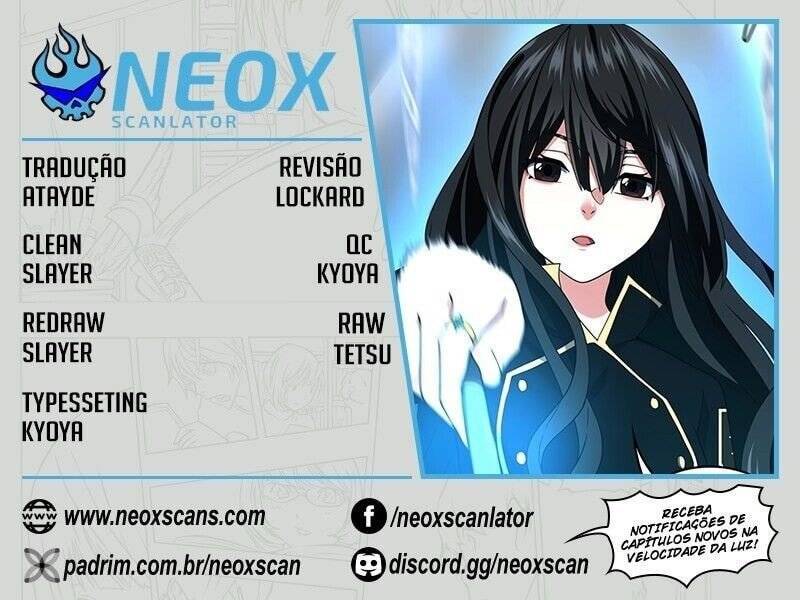 NEOX
SCANLATOR
TRADUÇÃO
ATAYDE
REVISÃO
LOCKARD
CLEAN
SLAYER
QC
KYOYA
REDRAW
SLAYER
RAW
TETSU
TYPESSETING
KYOYA
www
www.neoxscans.com
f
/neoxscanlator
padrim.com.br/neoxscan
discord.gg/neoxscan
RECEBA
NOTIFICAÇÕES DE
CAPÍTULOS NOVOS NA
VELOCIDADE DA LUZ!